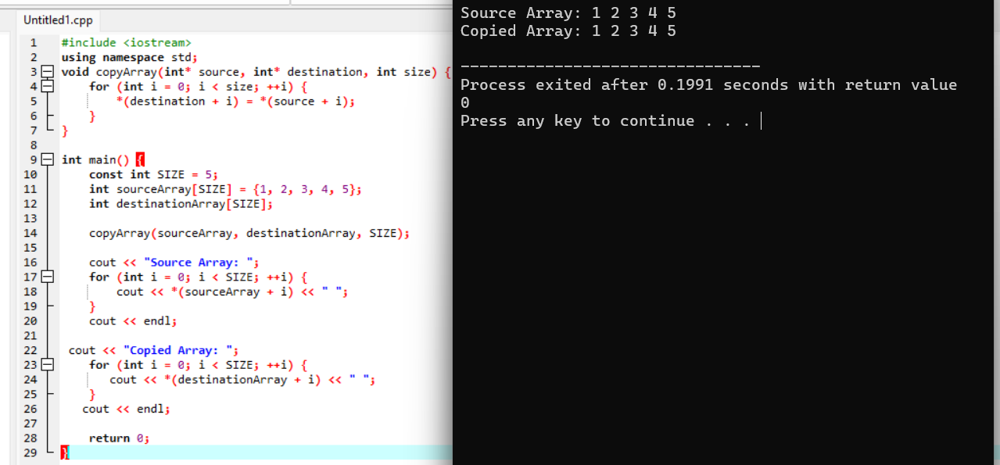 Untitled1.cpp
1 #include <iostream>
2 using namespace std;
3 void copyArray(int* source, int* destination, int size) {
4     for (int i = 0; i < size; ++i) {
5         *(destination + i) = *(source + i);
6     }
7 }
8
9 int main() {
10     const int SIZE = 5;
11     int sourceArray[SIZE] = {1, 2, 3, 4, 5};
12     int destinationArray[SIZE];
13
14     copyArray(sourceArray, destinationArray, SIZE);
15
16     cout << "Source Array: ";
17     for (int i = 0; i < SIZE; ++i) {
18         cout << *(sourceArray + i) << " ";
19     }
20     cout << endl;
21
22  cout << "Copied Array: ";
23     for (int i = 0; i < SIZE; ++i) {
24        cout << *(destinationArray + i) << " ";
25     }
26    cout << endl;
27
28     return 0;
29 }
Source Array: 1 2 3 4 5
Copied Array: 1 2 3 4 5
--------------------------------
Process exited after 0.1991 seconds with return value
0
Press any key to continue . . .